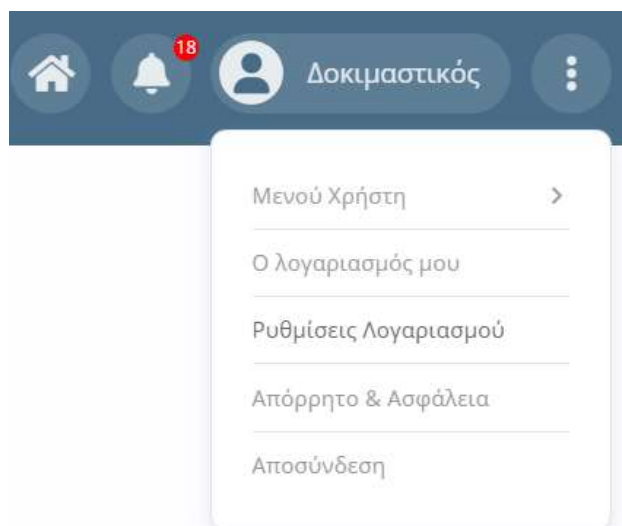 18
Δοκιμαστικός
Μενού Χρήστη
Ο λογαριασμός μου
Ρυθμίσεις Λογαριασμού
Απόρρητο & Ασφάλεια
Αποσύνδεση